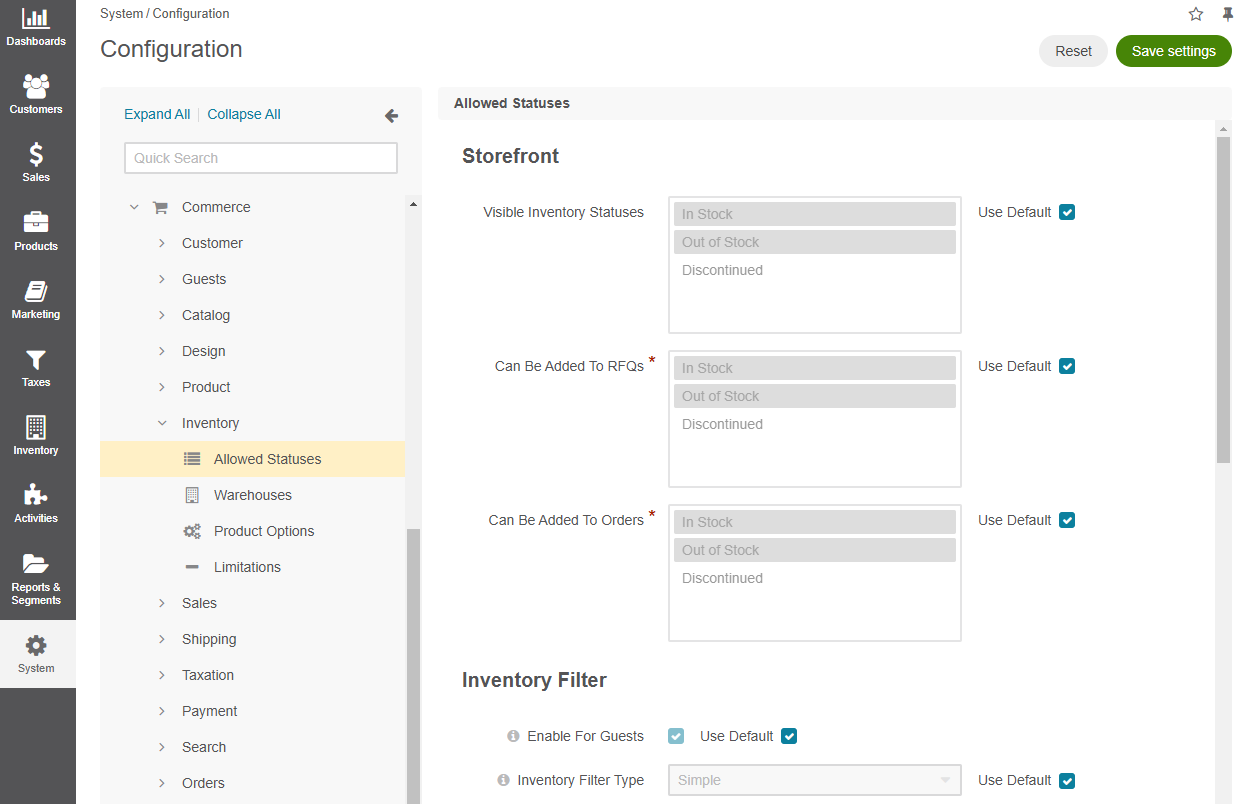 Dashboards
Customers
Sales
Products
Marketing
Taxes
Inventory
Activities
Reports &
Segments
System
System / Configuration
Configuration
Reset
Save settings
Expand All
Collapse All
Quick Search
Commerce
Customer
Guests
Catalog
Design
Product
Inventory
Allowed Statuses
Warehouses
Product Options
Limitations
Sales
Shipping
Taxation
Payment
Search
Orders
Allowed Statuses
Storefront
Visible Inventory Statuses
In Stock
Out of Stock
Discontinued
Use Default
Can Be Added To RFQs *
In Stock
Out of Stock
Discontinued
Use Default
Can Be Added To Orders *
In Stock
Out of Stock
Discontinued
Use Default
Inventory Filter
Enable For Guests
Use Default
Inventory Filter Type
Simple
Use Default